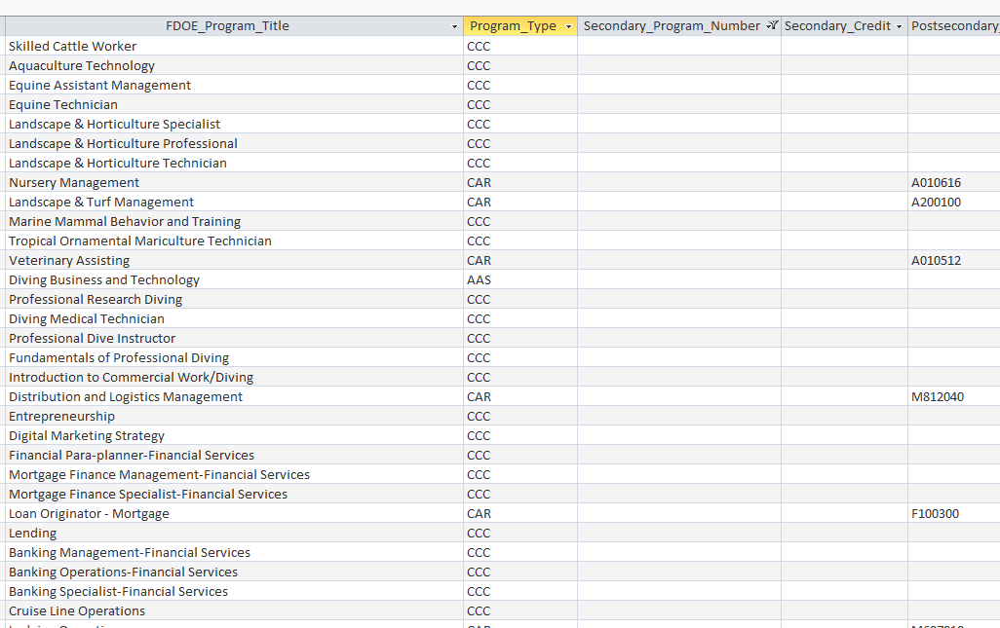 FDOE_Program_Title Program_Type Secondary_Program_Number Secondary_Credit Postsecondary_
Skilled Cattle Worker CCC
Aquaculture Technology CCC
Equine Assistant Management CCC
Equine Technician CCC
Landscape & Horticulture Specialist CCC
Landscape & Horticulture Professional CCC
Landscape & Horticulture Technician CCC
Nursery Management CAR A010616
Landscape & Turf Management CAR A200100
Marine Mammal Behavior and Training CCC
Tropical Ornamental Mariculture Technician CCC
Veterinary Assisting CAR A010512
Diving Business and Technology AAS
Professional Research Diving CCC
Diving Medical Technician CCC
Professional Dive Instructor CCC
Fundamentals of Professional Diving CCC
Introduction to Commercial Work/Diving CCC
Distribution and Logistics Management CAR M812040
Entrepreneurship CCC
Digital Marketing Strategy CCC
Financial Para-planner-Financial Services CCC
Mortgage Finance Management-Financial Services CCC
Mortgage Finance Specialist-Financial Services CCC
Loan Originator - Mortgage CAR F100300
Lending CCC
Banking Management-Financial Services CCC
Banking Operations-Financial Services CCC
Banking Specialist-Financial Services CCC
Cruise Line Operations CCC